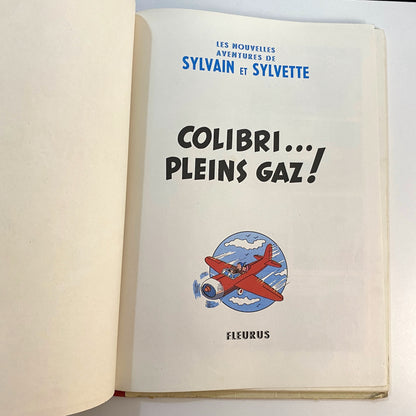 LES NOUVELLES
AVENTURES DE
SYLVAIN ET SYLVETTE
COLIBRI...
PLEINS GAZ!
FLEURUS